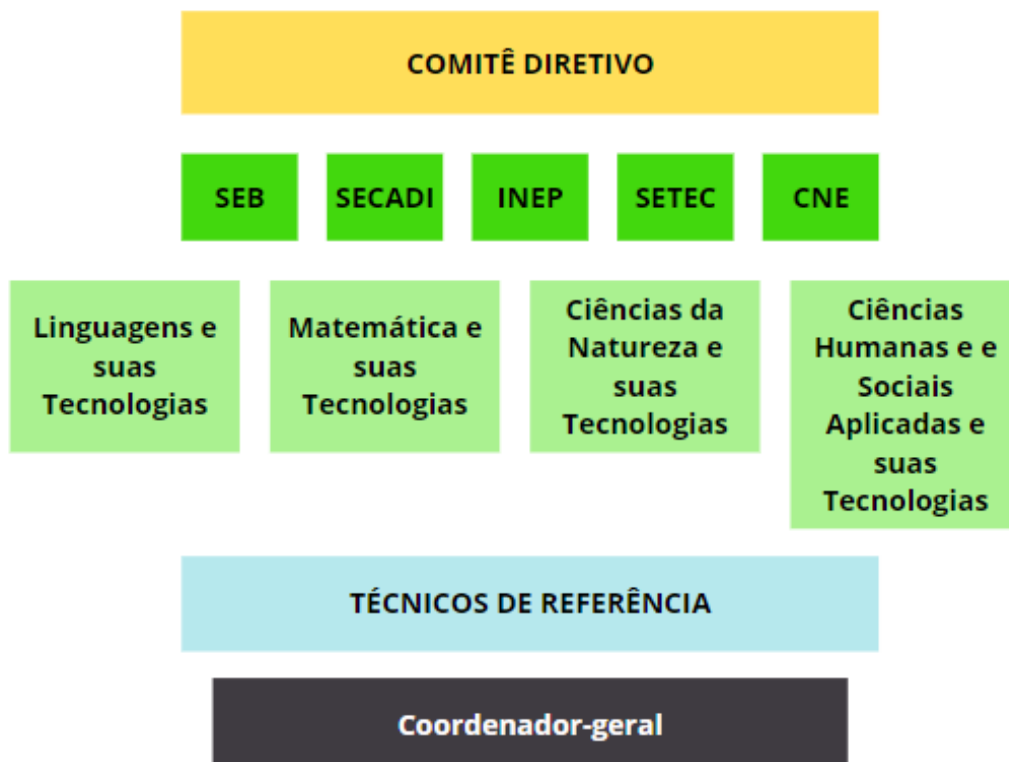 COMITÊ DIRETIVO
SEB
SECADI
INEP
SETEC
CNE
Linguagens e
suas
Tecnologias
Matemática e
suas
Tecnologias
Ciências da
Natureza e
suas
Tecnologias
Ciências
Humanas e e
Sociais
Aplicadas e
suas
Tecnologias
TÉCNICOS DE REFERÊNCIA
Coordenador-geral